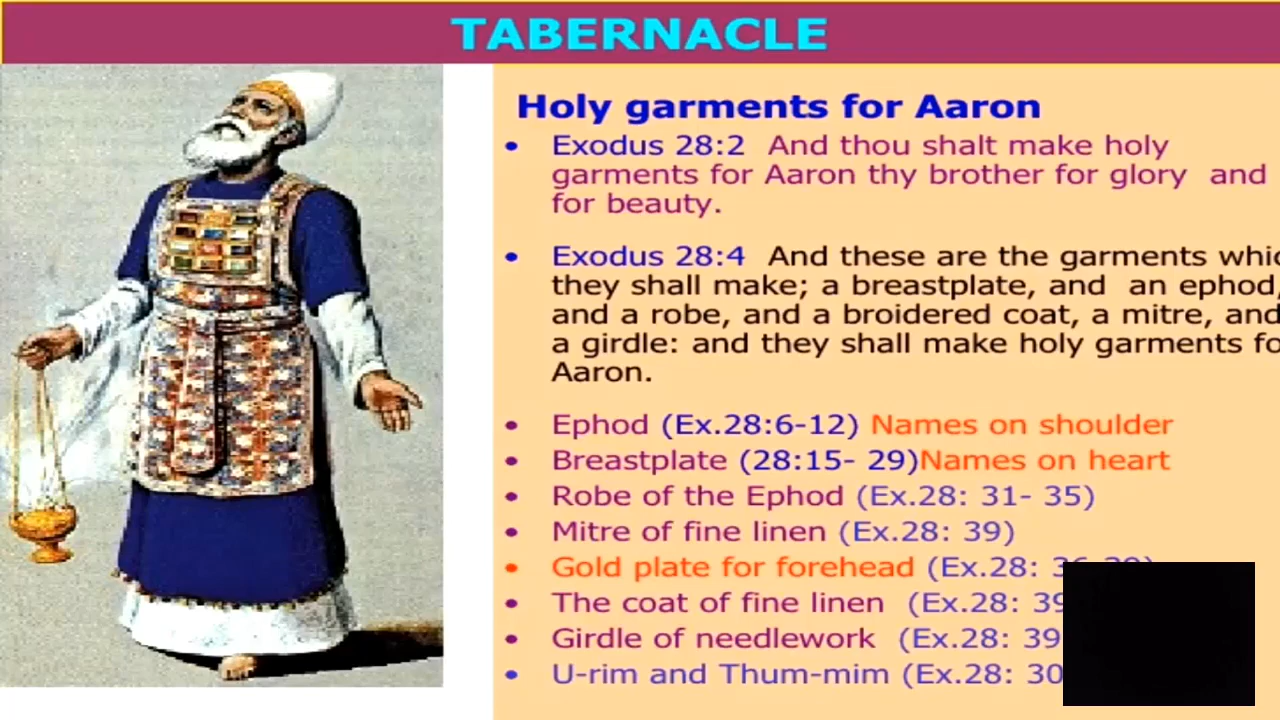 TABERNACLE
Holy garments for Aaron
• Exodus 28:2 And thou shalt make holy
garments for Aaron thy brother for glory and
for beauty.
• Exodus 28:4 And these are the garments
they shall make; a breastplate, and an ephod,
and a robe, and a broidered coat, a mitre, and
a girdle: and they shall make holy garments
Aaron.
• Ephod (Ex.28:6-12) Names on shoulder
• Breastplate (28:15- 29)Names on heart
• Robe of the Ephod (Ex.28: 31- 35)
• Mitre of fine linen (Ex.28: 39)
• Gold plate for forehead (Ex.28:
• The coat of fine linen (Ex.28: 39
• Girdle of needlework (Ex.28: 39
• U-rim and Thum-mim (Ex.28: 30